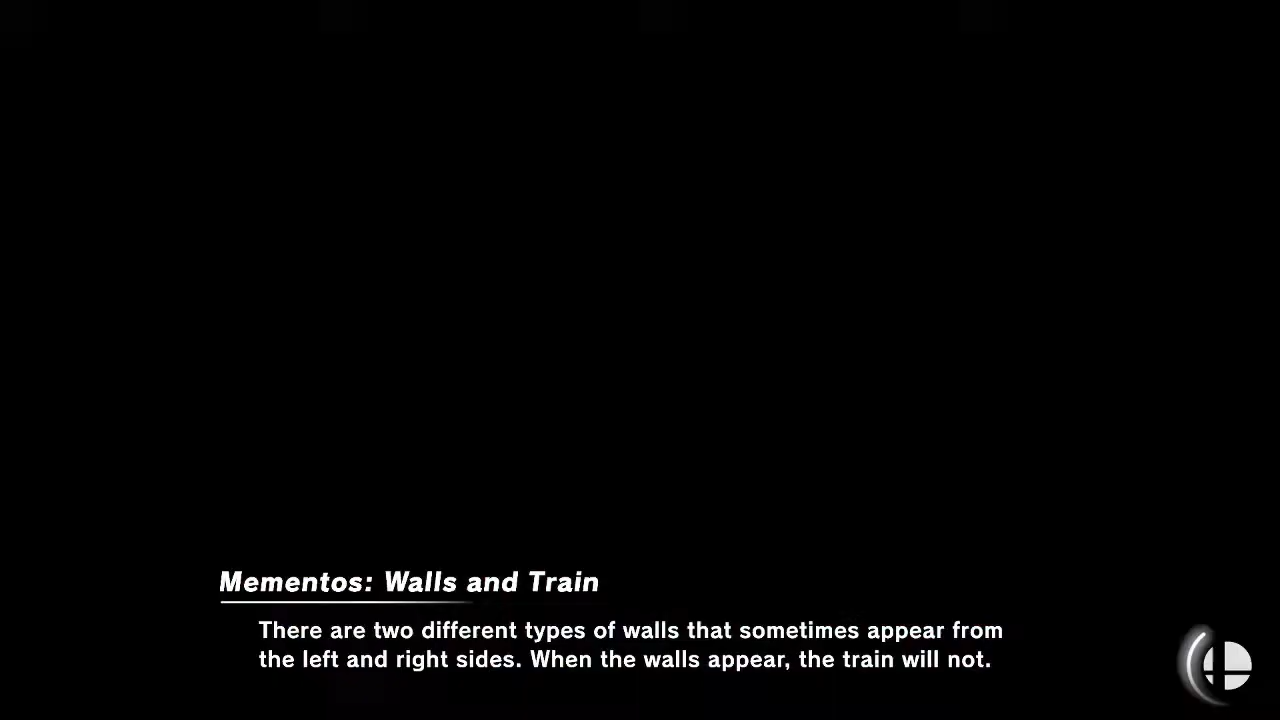 Mementos: Walls and Train
There are two different types of walls that sometimes appear from
the left and right sides. When the walls appear, the train will not.